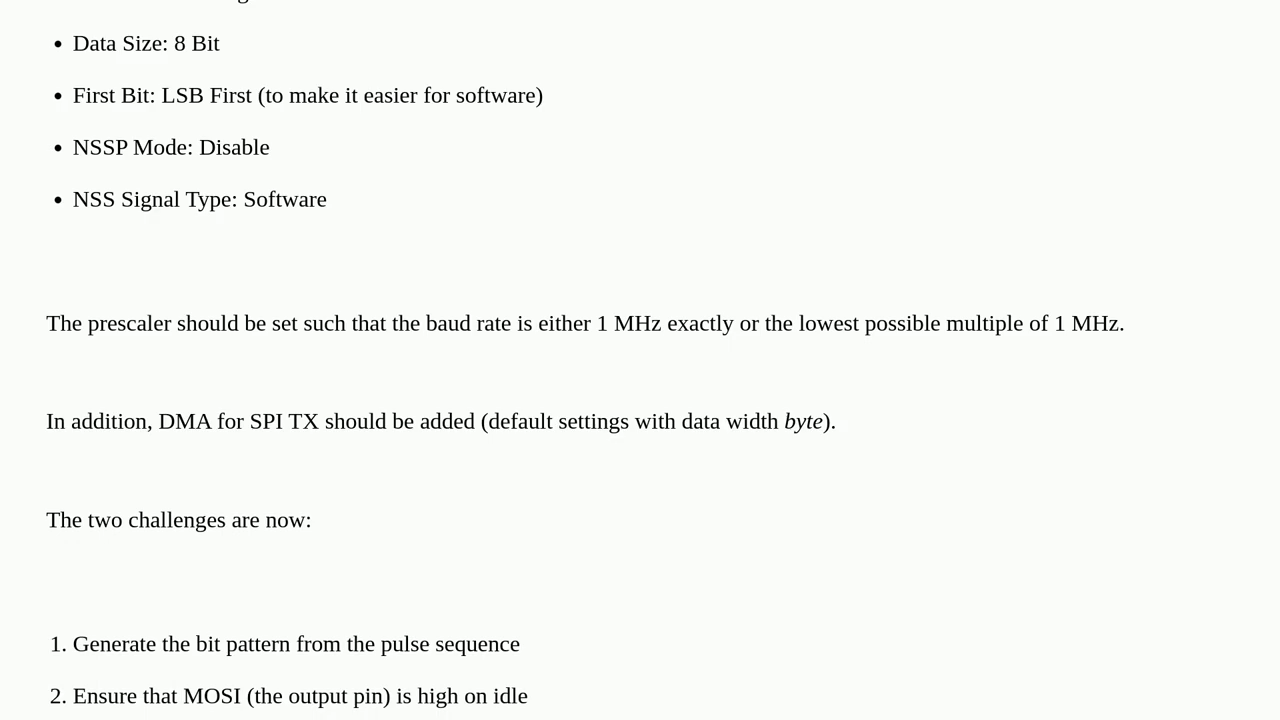 • Data Size: 8 Bit
• First Bit: LSB First (to make it easier for software)
• NSSP Mode: Disable
• NSS Signal Type: Software
The prescaler should be set such that the baud rate is either 1 MHz exactly or the lowest possible multiple of 1 MHz.
In addition, DMA for SPI TX should be added (default settings with data width byte).
The two challenges are now:
1. Generate the bit pattern from the pulse sequence
2. Ensure that MOSI (the output pin) is high on idle